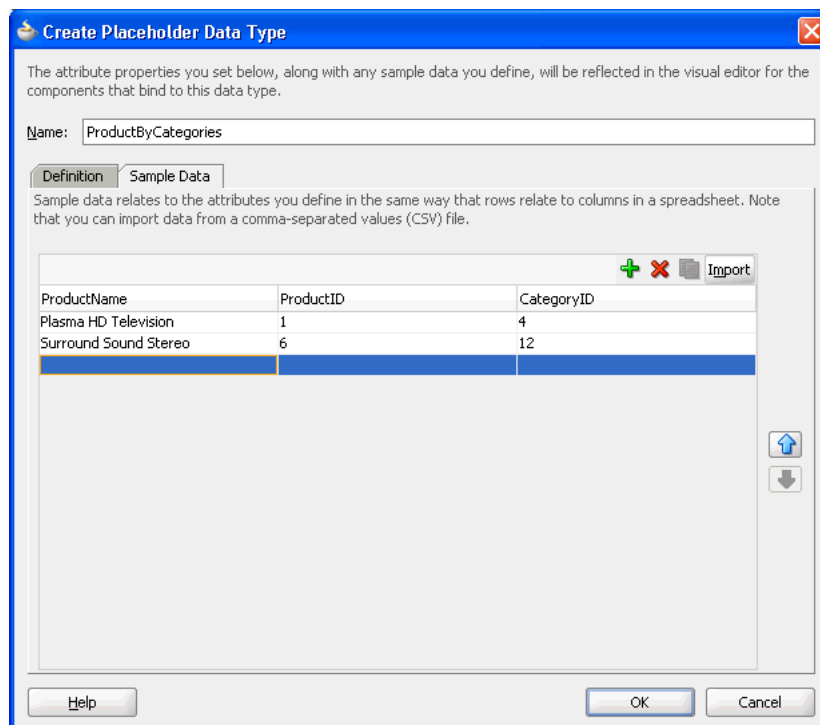 Create Placeholder Data Type
The attribute properties you set below, along with any sample data you define, will be reflected in the visual editor for the
components that bind to this data type.
Name: ProductByCategories
Definition Sample Data
Sample data relates to the attributes you define in the same way that rows relate to columns in a spreadsheet. Note
that you can import data from a comma-separated values (CSV) file.
Import
ProductName ProductID CategoryID
Plasma HD Television 1 4
Surround Sound Stereo 6 12
Help OK Cancel